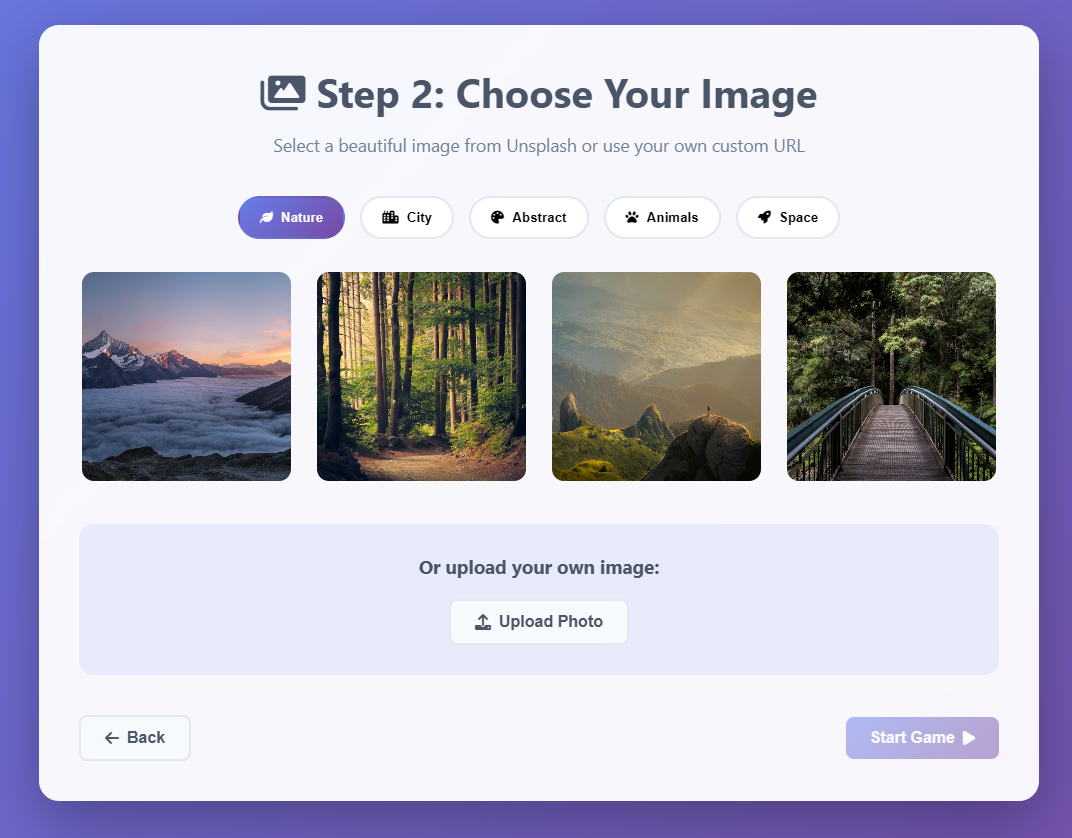 Step 2: Choose Your Image
Select a beautiful image from Unsplash or use your own custom URL
Nature City Abstract Animals Space
Or upload your own image:
Upload Photo
Back Start Game